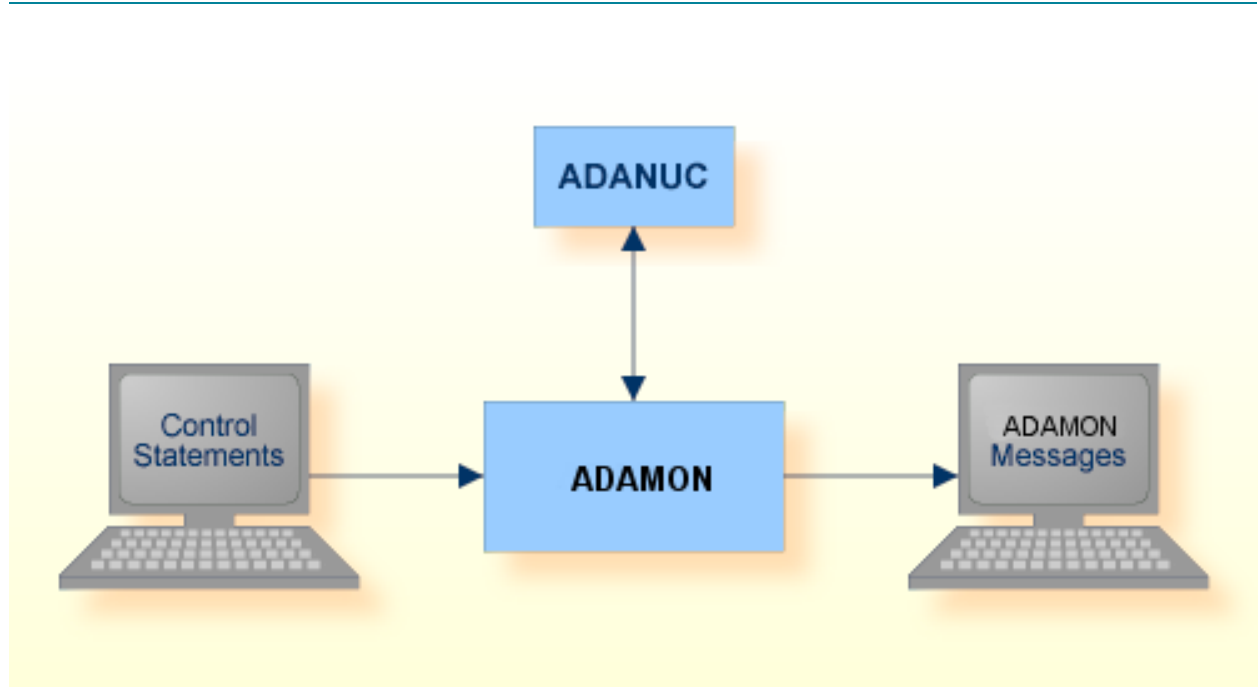 ADANUC
Control
Statements
ADAMON
ADAMON
Messages